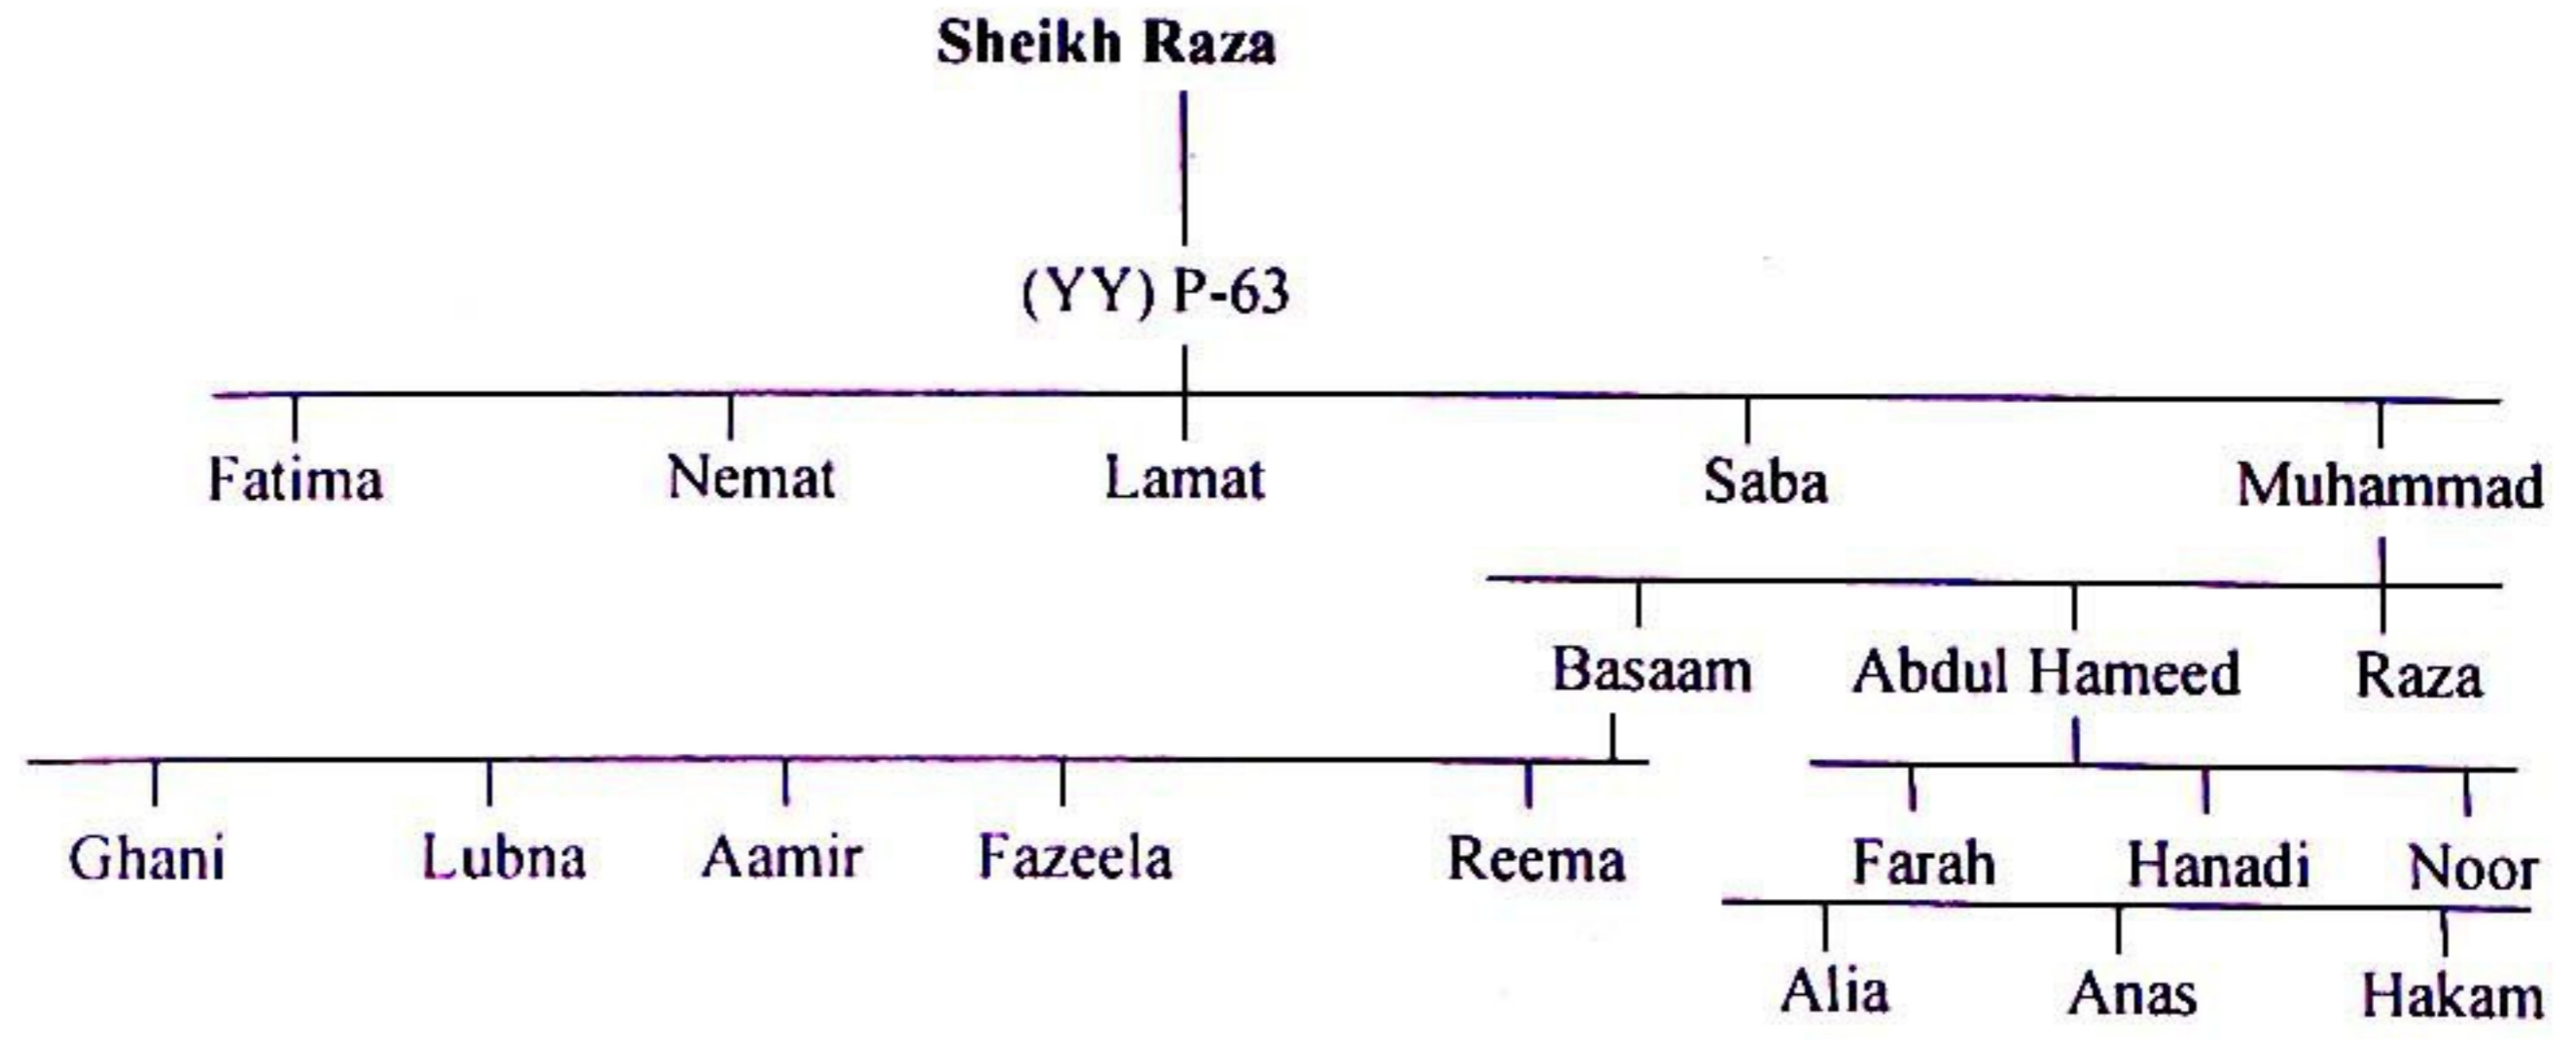 Sheikh Raza
(YY) P-63
Fatima Nemat Lamat Saba Muhammad
Basaam Abdul Hameed Raza
Ghani Lubna Aamir Fazeela Reema Farah Hanadi Noor
Alia Anas Hakam